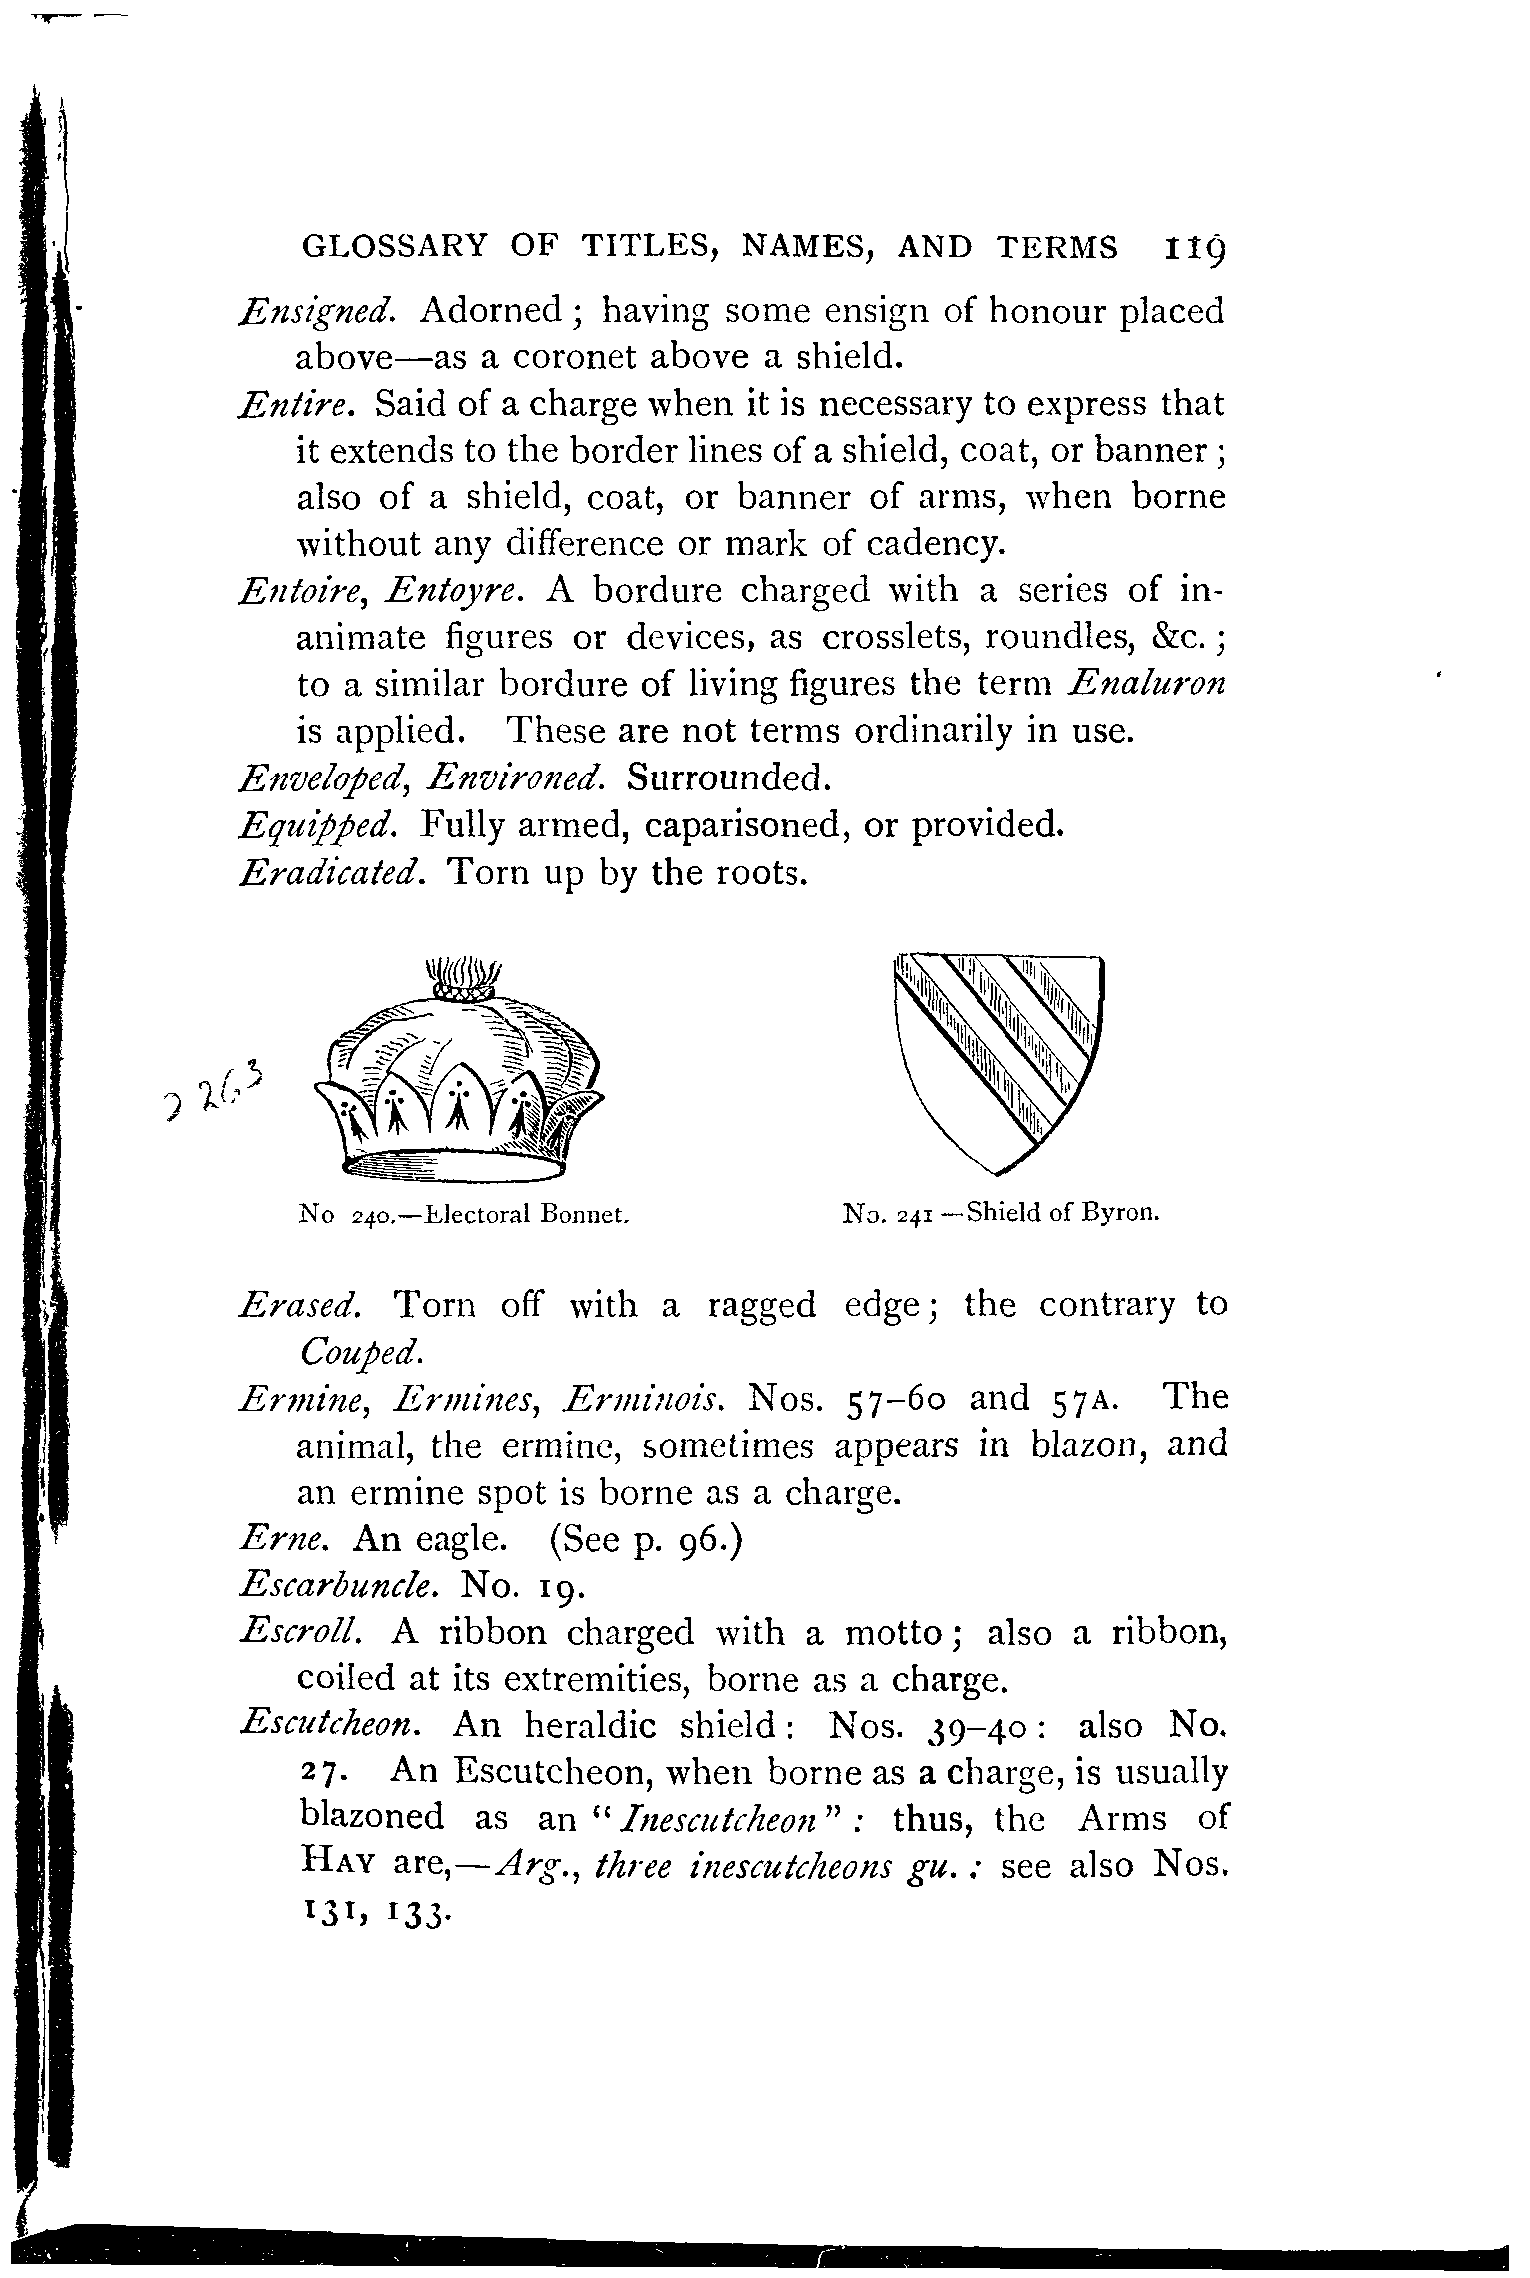 GLOSSARY OF TITLES, NAMES, AND TERMS 119
Ensigned. Adorned; having some ensign of honour placed
above—as a coronet above a shield.
Entire. Said of a charge when it is necessary to express that
it extends to the border lines of a shield, coat, or banner;
also of a shield, coat, or banner of arms, when borne
without any difference or mark of cadency.
Entoire, Entoyre. A bordure charged with a series of in-
animate figures or devices, as crosslets, roundles, &c.;
to a similar bordure of living figures the term Enaluron
is applied. These are not terms ordinarily in use.
Enveloped, Environed. Surrounded.
Equipped. Fully armed, caparisoned, or provided.
Eradicated. Torn up by the roots.
No 240.—Electoral Bonnet.
No. 241 —Shield of Byron.
Erased. Torn off with a ragged edge; the contrary to
Couped.
Ermine, Ermines, Erminois. Nos. 57–60 and 57A. The
animal, the ermine, sometimes appears in blazon, and
an ermine spot is borne as a charge.
Erne. An eagle. (See p. 96.)
Escarbuncle. No. 19.
Escroll. A ribbon charged with a motto; also a ribbon,
coiled at its extremities, borne as a charge.
Escutcheon. An heraldic shield: Nos. 39–40: also No.
27. An Escutcheon, when borne as a charge, is usually
blazoned as an "Inescutcheon": thus, the Arms of
HAY are,—Arg., three inescutcheons gu.: see also Nos.
131, 133.